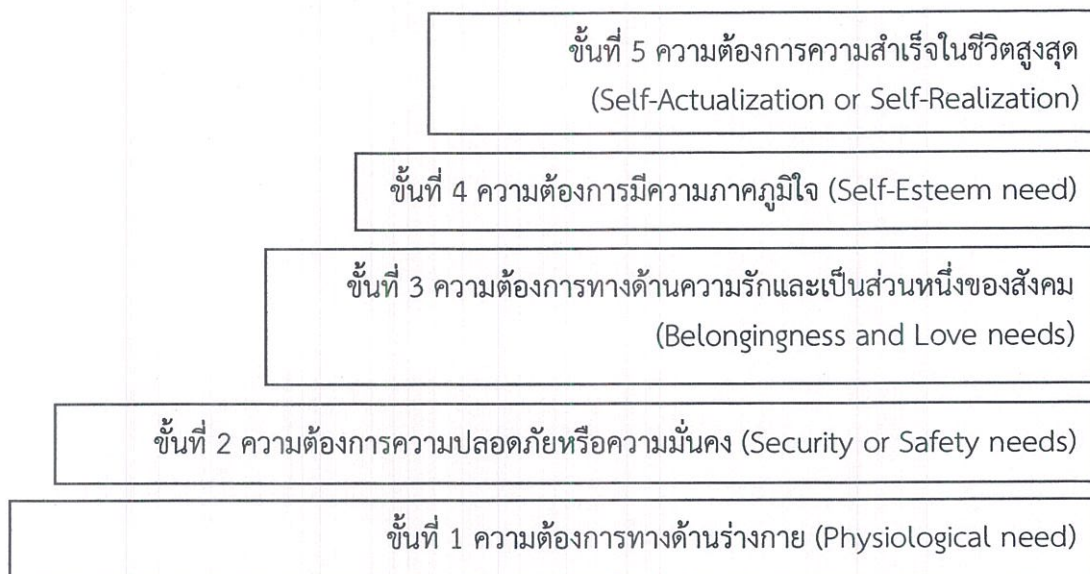 ขั้นที่ 5 ความต้องการความสำเร็จในชีวิตสูงสุด
(Self-Actualization or Self-Realization)
ขั้นที่ 4 ความต้องการมีความภาคภูมิใจ (Self-Esteem need)
ขั้นที่ 3 ความต้องการทางด้านความรักและเป็นส่วนหนึ่งของสังคม
(Belongingness and Love needs)
ขั้นที่ 2 ความต้องการความปลอดภัยหรือความมั่นคง (Security or Safety needs)
ขั้นที่ 1 ความต้องการทางด้านร่างกาย (Physiological need)